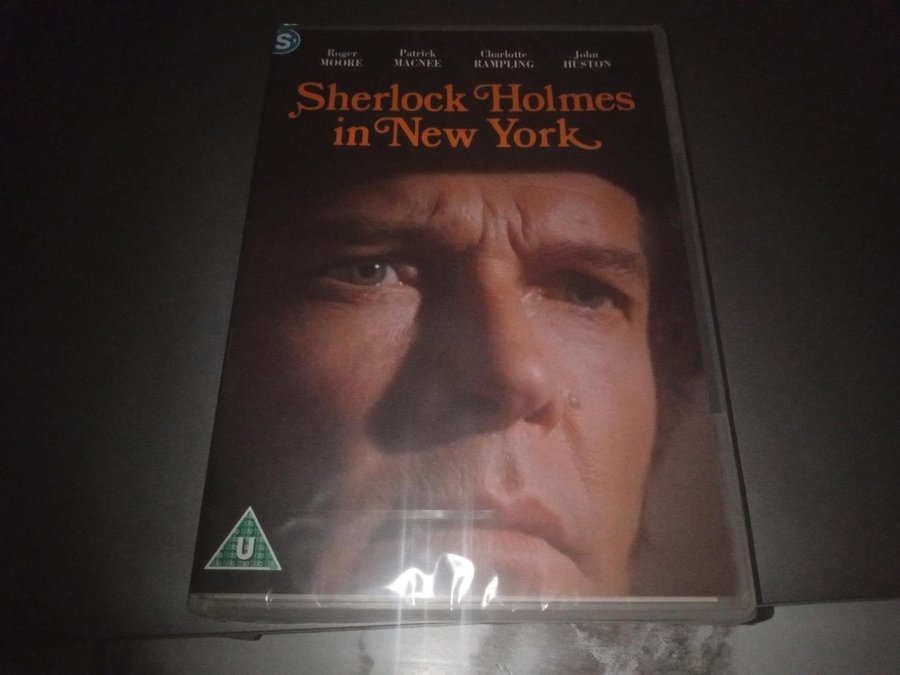 S
Roger Patrick Charlotte John
MOORE MACNEE RAMPLING HUSTON
Sherlock Holmes
in New York
U